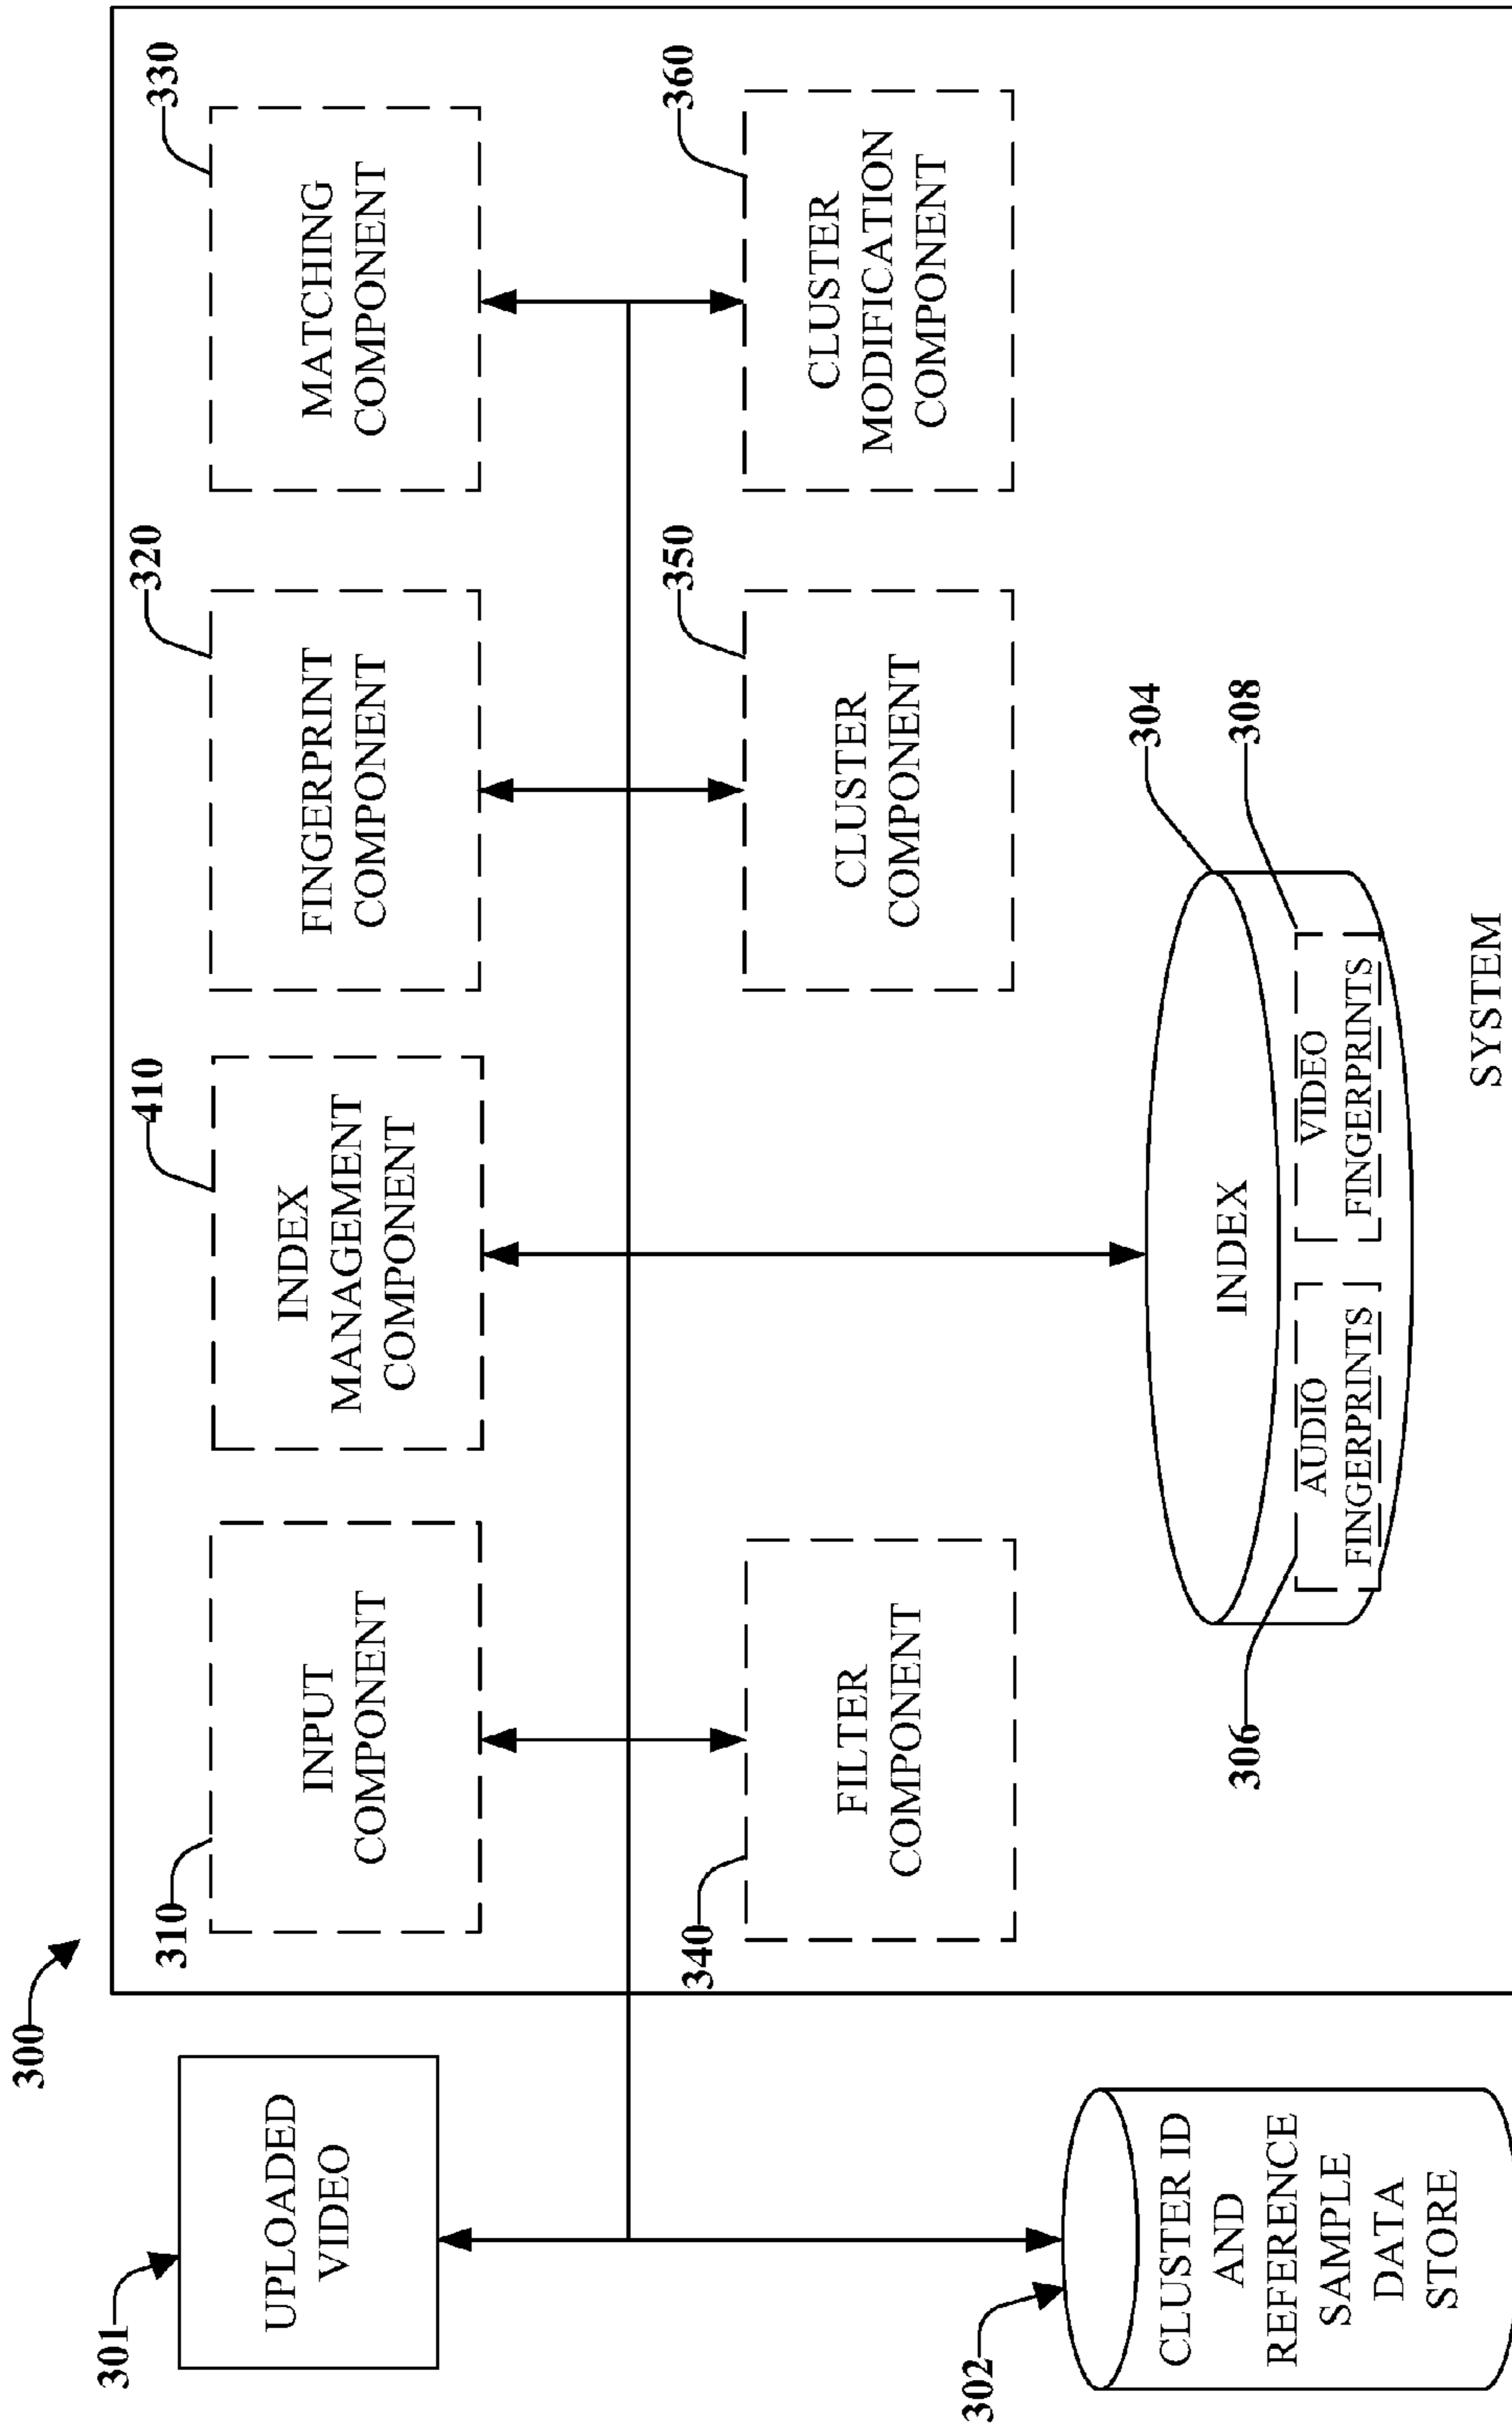 300
301
UPLOADED
VIDEO
310
INPUT
COMPONENT
410
INDEX
MANAGEMENT
COMPONENT
320
FINGERPRINT
COMPONENT
330
MATCHING
COMPONENT
340
FILTER
COMPONENT
350
CLUSTER
COMPONENT
360
CLUSTER
MODIFICATION
COMPONENT
302
CLUSTER ID
AND
REFERENCE
SAMPLE
DATA
STORE
304
INDEX
306
AUDIO
FINGERPRINTS
308
VIDEO
FINGERPRINTS
SYSTEM